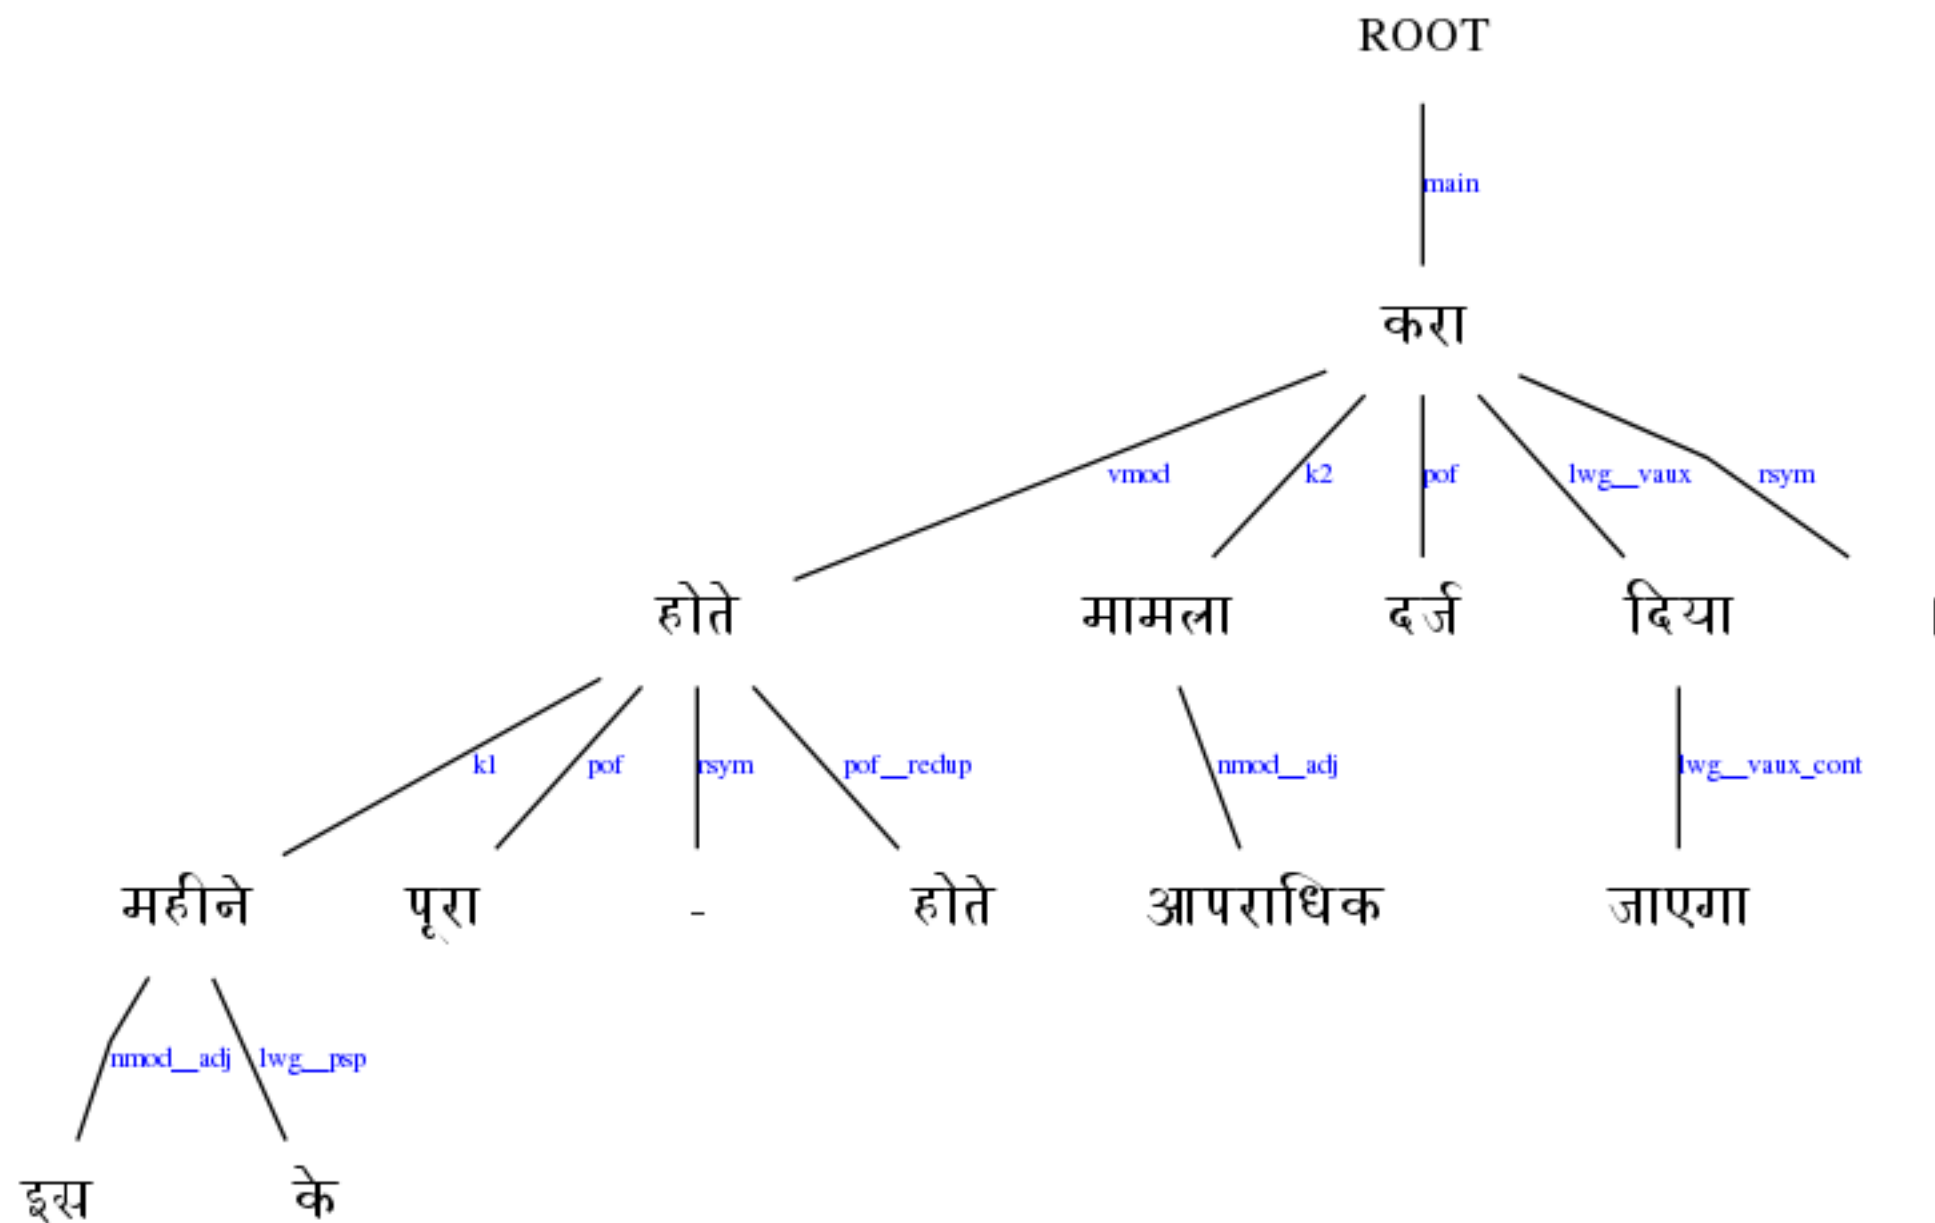 ROOT
main
करा
vmod k2 pof lwg__vaux rsym
होते मामला दर्ज दिया
k1 pof rsym pof__redup nmod__adj lwg__vaux_cont
महीने पूरा - होते आपराधिक जाएगा
nmod__adj lwg__psp
इस के